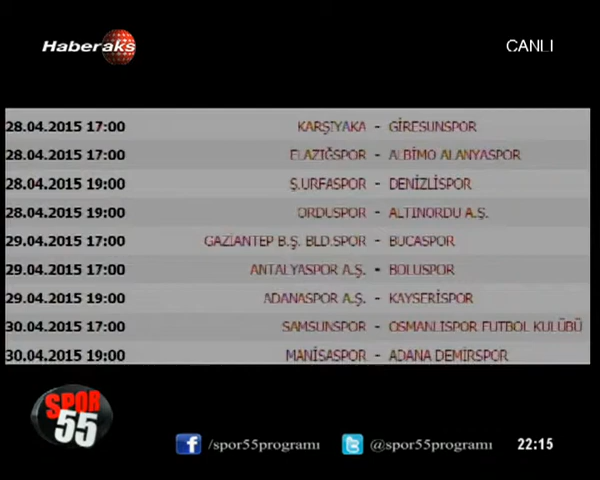 Haberaks
CANLI
28.04.2015 17:00 KARŞIYAKA - GİRESUNSPOR
28.04.2015 17:00 ELAZIĞSPOR - ALBİMO ALANYASPOR
28.04.2015 19:00 Ş.URFASPOR - DENİZLİSPOR
28.04.2015 19:00 ORDUSPOR - ALTINORDU A.Ş.
29.04.2015 17:00 GAZİANTEP B.Ş. BLD.SPOR - BUCASPOR
29.04.2015 17:00 ANTALYASPOR A.Ş. - BOLUSPOR
29.04.2015 19:00 ADANASPOR A.Ş. - KAYSERİSPOR
30.04.2015 17:00 SAMSUNSPOR - OSMANLISPOR FUTBOL KULÜBÜ
30.04.2015 19:00 MANİSASPOR - ADANA DEMİRSPOR
SPOR
55
/spor55programı @spor55programı 22:15